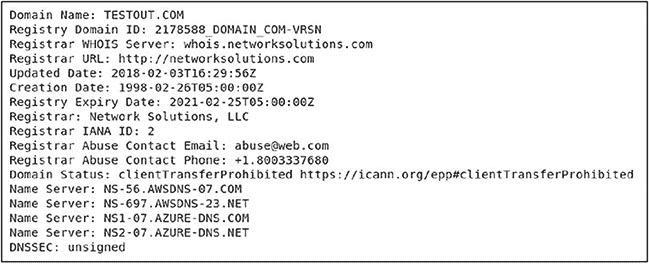 Domain Name: TESTOUT.COM
Registry Domain ID: 2178588_DOMAIN_COM-VRSN
Registrar WHOIS Server: whois.networksolutions.com
Registrar URL: http://networksolutions.com
Updated Date: 2018-02-03T16:29:56Z
Creation Date: 1998-02-26T05:00:00Z
Registry Expiry Date: 2021-02-25T05:00:00Z
Registrar: Network Solutions, LLC
Registrar IANA ID: 2
Registrar Abuse Contact Email: abuse@web.com
Registrar Abuse Contact Phone: +1.8003337680
Domain Status: clientTransferProhibited https://icann.org/epp#clientTransferProhibited
Name Server: NS-56.AWSDNS-07.COM
Name Server: NS-697.AWSDNS-23.NET
Name Server: NS1-07.AZURE-DNS.COM
Name Server: NS2-07.AZURE-DNS.NET
DNSSEC: unsigned